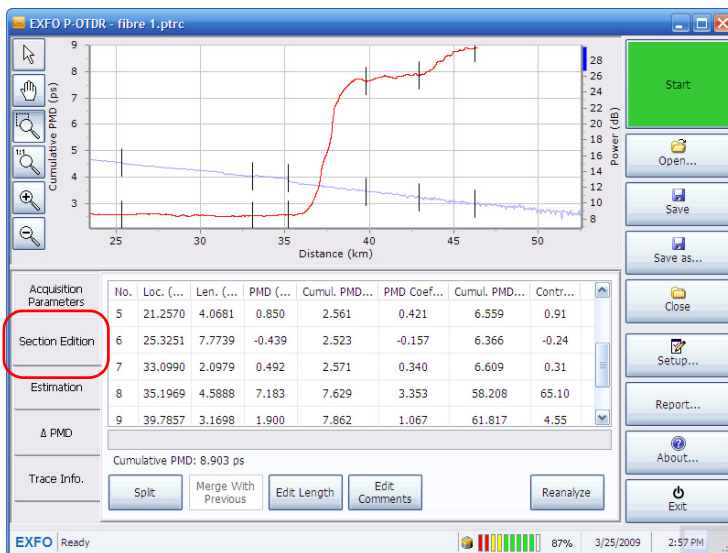 EXFO P-OTDR - fibre 1.ptrc
9
8
7
6
5
4
3
Cumulative PMD (ps)
28
26
24
22
20
18
16
14
12
10
8
Power (dB)
25 30 35 40 45 50
Distance (km)
1:1
Start
Open...
Save
Save as...
Close
Setup...
Report...
About...
Exit
Acquisition
Parameters
Section Edition
Estimation
Δ PMD
Trace Info.
No. Loc. (... Len. (... PMD (... Cumul. PMD... PMD Coef... Cumul. PMD... Contr...
5 21.2570 4.0681 0.850 2.561 0.421 6.559 0.91
6 25.3251 7.7739 -0.439 2.523 -0.157 6.366 -0.24
7 33.0990 2.0979 0.492 2.571 0.340 6.609 0.31
8 35.1969 4.5888 7.183 7.629 3.353 58.208 65.10
9 39.7857 3.1698 1.900 7.862 1.067 61.817 4.55
Cumulative PMD: 8.903 ps
Split
Merge With
Previous
Edit Length
Edit
Comments
Reanalyze
EXFO Ready 87% 3/25/2009 2:57 PM